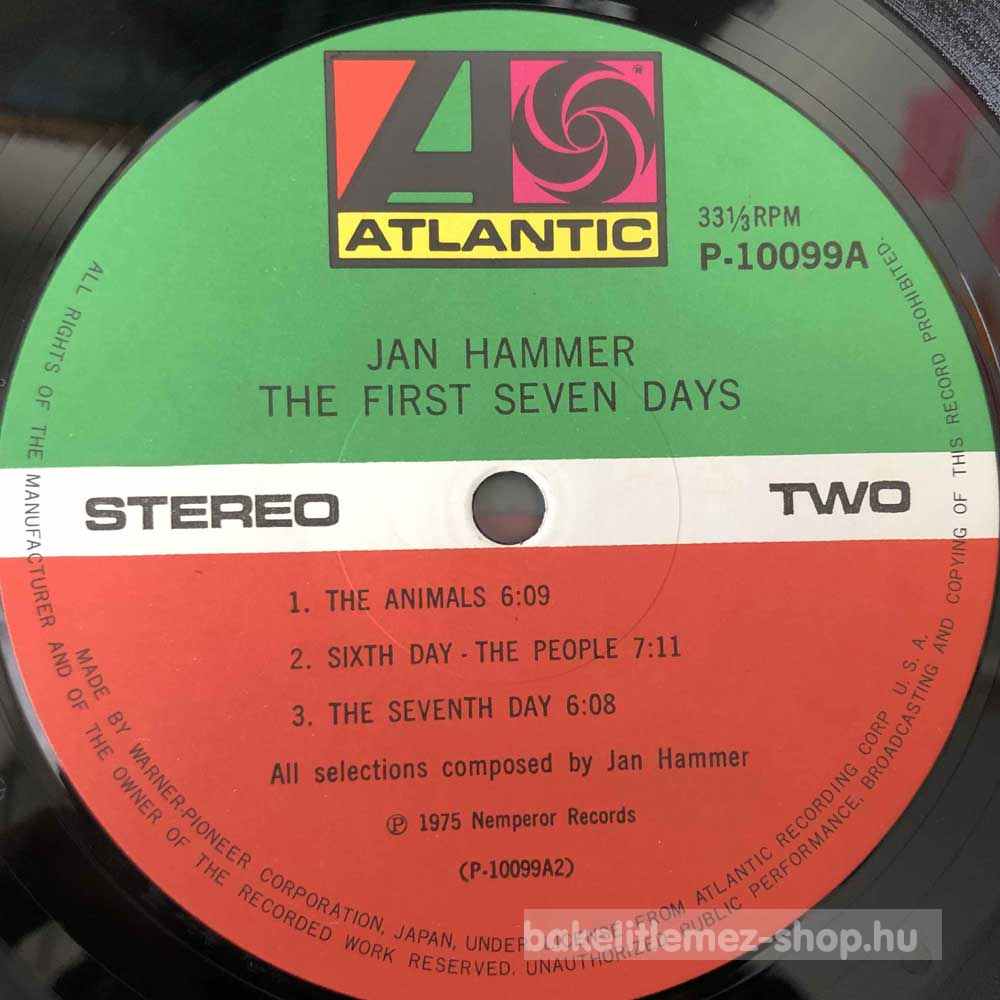 ATLANTIC
33⅓RPM
P-10099A
JAN HAMMER
THE FIRST SEVEN DAYS
STEREO
TWO
1. THE ANIMALS 6:09
2. SIXTH DAY - THE PEOPLE 7:11
3. THE SEVENTH DAY 6:08
All selections composed by Jan Hammer
℗ 1975 Nemperor Records
(P-10099A2)
MADE BY WARNER-PIONEER CORPORATION, JAPAN, UNDER LICENSE FROM ATLANTIC RECORDING CORP U. S. A.
ALL RIGHTS OF THE MANUFACTURER AND OF THE OWNER OF THE RECORDED WORK RESERVED. UNAUTHORIZED PUBLIC PERFORMANCE. BROADCASTING AND COPYING OF THIS RECORD PROHIBITED.
bakelitlemez-shop.hu